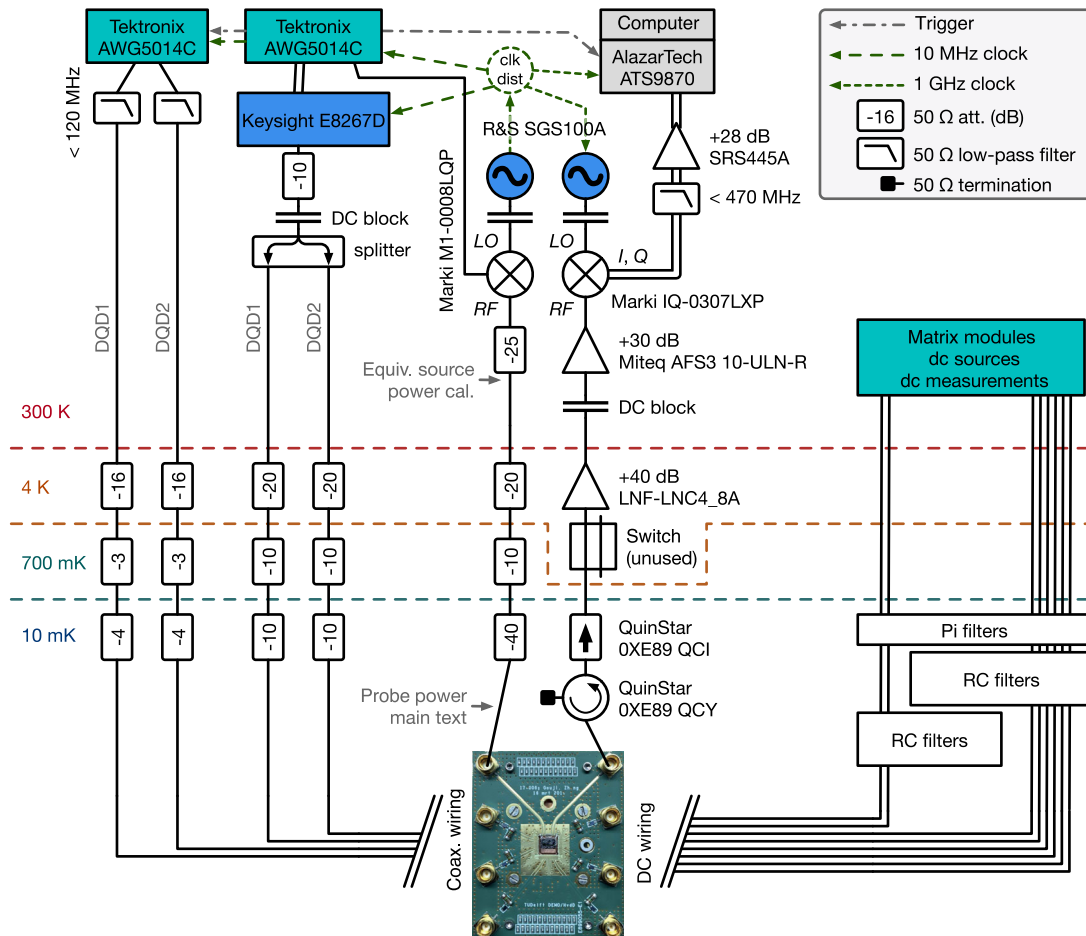 Tektronix
AWG5014C
Tektronix
AWG5014C
Computer
AlazarTech
ATS9870
clk
dist
Trigger
10 MHz clock
1 GHz clock
-16
50 Ω att. (dB)
50 Ω low-pass filter
50 Ω termination
< 120 MHz
Keysight E8267D
R&S SGS100A
+28 dB
SRS445A
-10
< 470 MHz
DC block
splitter
Marki M1-0008LQP
LO
LO
I, Q
RF
RF
Marki IQ-0307LXP
DQD1
DQD2
DQD1
DQD2
-25
+30 dB
Miteq AFS3 10-ULN-R
Equiv. source
power cal.
DC block
Matrix modules
dc sources
dc measurements
300 K
4 K
-16
-16
-20
-20
-20
+40 dB
LNF-LNC4_8A
700 mK
-3
-3
-10
-10
-10
Switch
(unused)
10 mK
-4
-4
-10
-10
-40
QuinStar
0XE89 QCI
Pi filters
RC filters
QuinStar
0XE89 QCY
Probe power
main text
RC filters
Coax. wiring
DC wiring